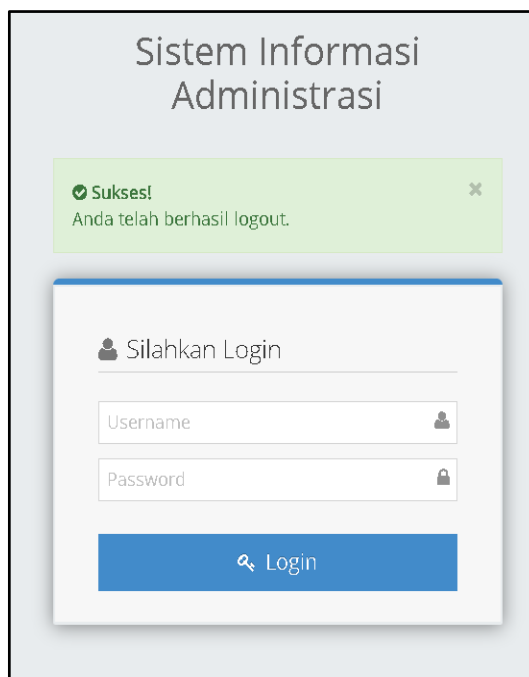 Sistem Informasi
Administrasi
Sukses!
Anda telah berhasil logout.
Silahkan Login
Username
Password
Login